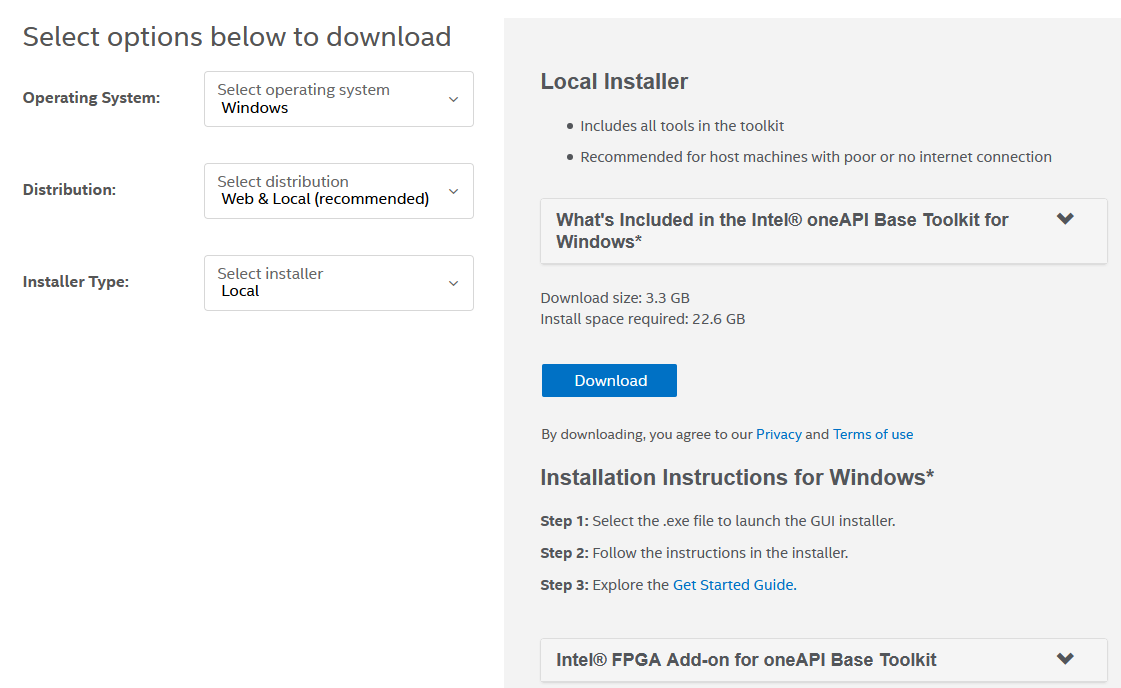 Select options below to download
Operating System:
Select operating system
Windows
Distribution:
Select distribution
Web & Local (recommended)
Installer Type:
Select installer
Local
Local Installer
• Includes all tools in the toolkit
• Recommended for host machines with poor or no internet connection
What's Included in the Intel® oneAPI Base Toolkit for
Windows*
Download size: 3.3 GB
Install space required: 22.6 GB
Download
By downloading, you agree to our Privacy and Terms of use
Installation Instructions for Windows*
Step 1: Select the .exe file to launch the GUI installer.
Step 2: Follow the instructions in the installer.
Step 3: Explore the Get Started Guide.
Intel® FPGA Add-on for oneAPI Base Toolkit